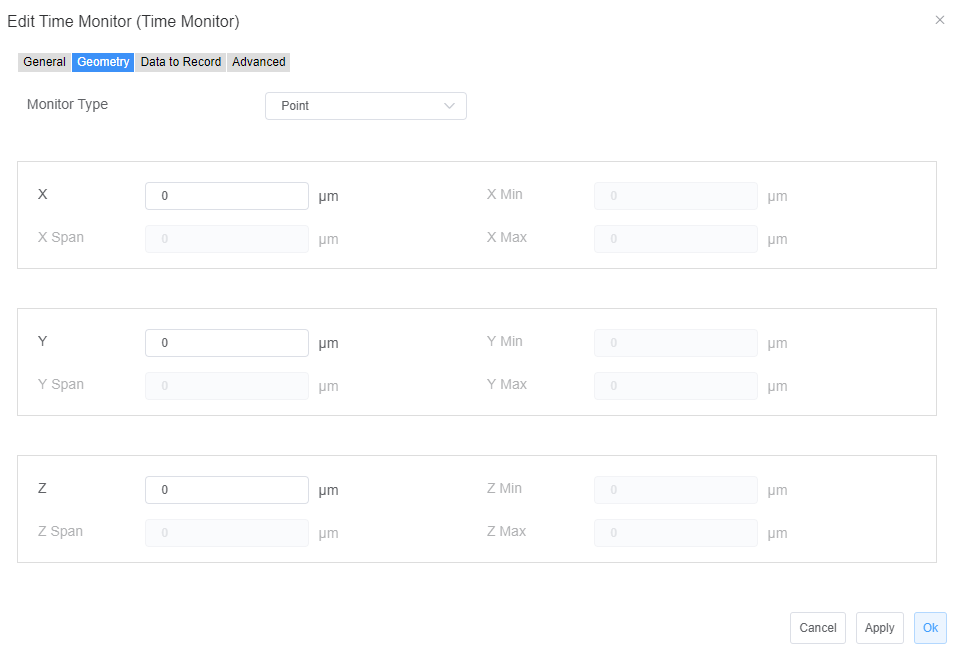 Edit Time Monitor (Time Monitor)
General Geometry Data to Record Advanced
Monitor Type Point
X 0 μm X Min 0 μm
X Span 0 μm X Max 0 μm
Y 0 μm Y Min 0 μm
Y Span 0 μm Y Max 0 μm
Z 0 μm Z Min 0 μm
Z Span 0 μm Z Max 0 μm
Cancel Apply Ok